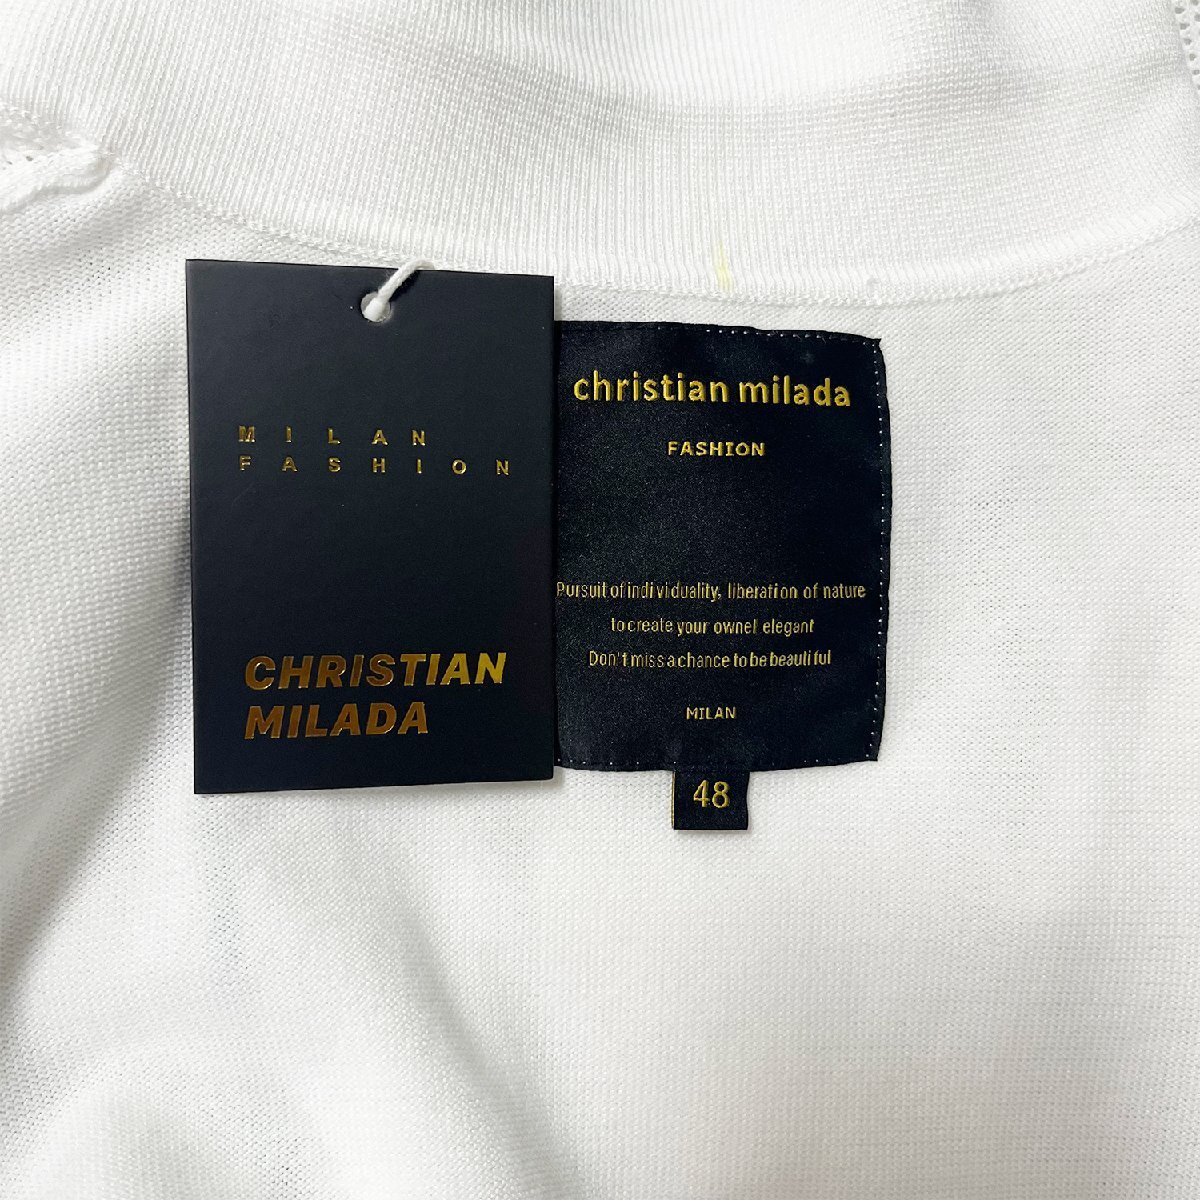 MILAN
FASHION
CHRISTIAN
MILADA
christian milada
FASHION
Pursuit of individuality, liberation of nature
to create your ownel elegant
Don't miss a chance to be beautiful
MILAN
48